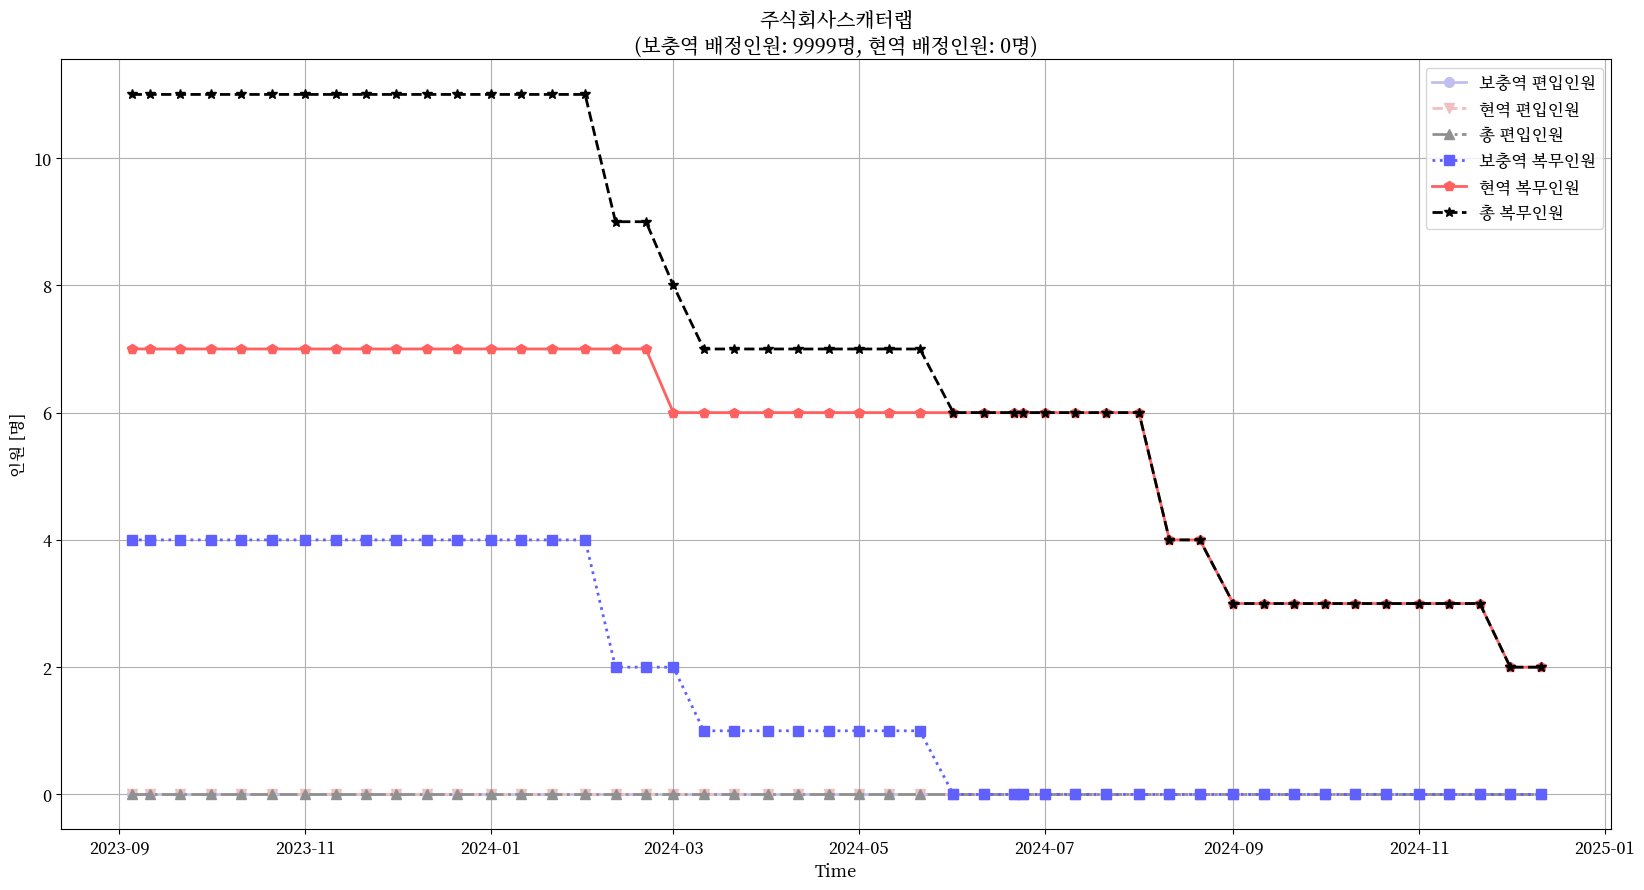 주식회사스캐터랩
(보충역 배정인원: 9999명, 현역 배정인원: 0명)
보충역 편입인원
현역 편입인원
총 편입인원
보충역 복무인원
현역 복무인원
총 복무인원
인원 [명]
10
8
6
4
2
0
2023-09
2023-11
2024-01
2024-03
2024-05
2024-07
2024-09
2024-11
2025-01
Time